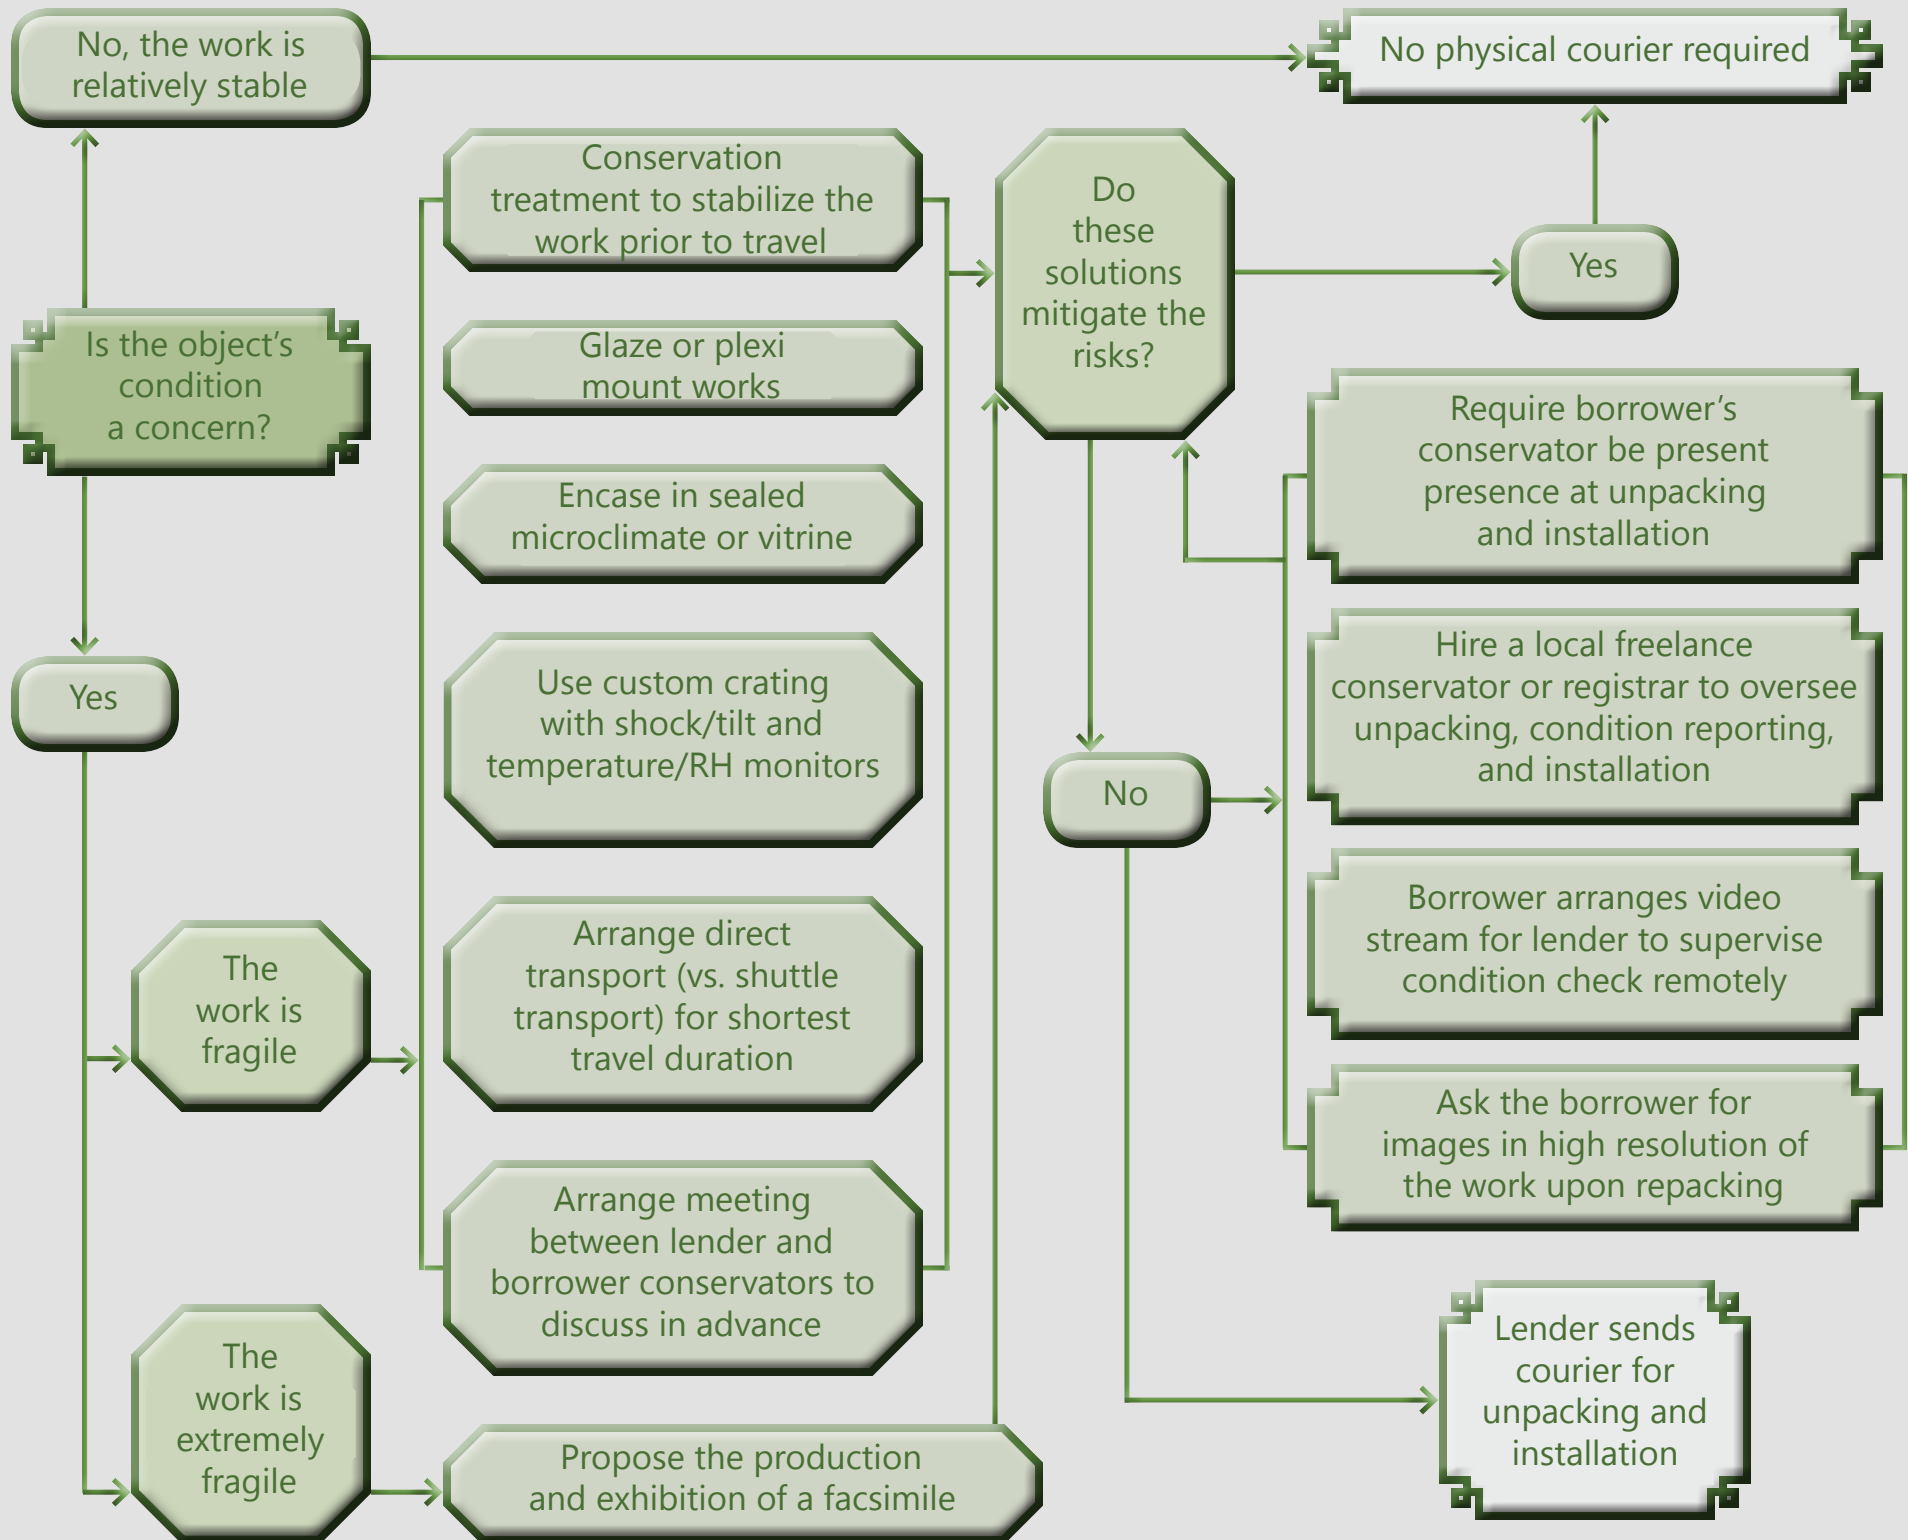 No, the work is
relatively stable
No physical courier required
Conservation
treatment to stabilize the
work prior to travel
Do
these
solutions
mitigate the
risks?
Yes
Is the object's
condition
a concern?
Glaze or plexi
mount works
Require borrower's
conservator be present
presence at unpacking
and installation
Encase in sealed
microclimate or vitrine
Yes
Use custom crating
with shock/tilt and
temperature/RH monitors
Hire a local freelance
conservator or registrar to oversee
unpacking, condition reporting,
and installation
No
The
work is
fragile
Arrange direct
transport (vs. shuttle
transport) for shortest
travel duration
Borrower arranges video
stream for lender to supervise
condition check remotely
Ask the borrower for
images in high resolution of
the work upon repacking
Arrange meeting
between lender and
borrower conservators to
discuss in advance
The
work is
extremely
fragile
Propose the production
and exhibition of a facsimile
Lender sends
courier for
unpacking and
installation